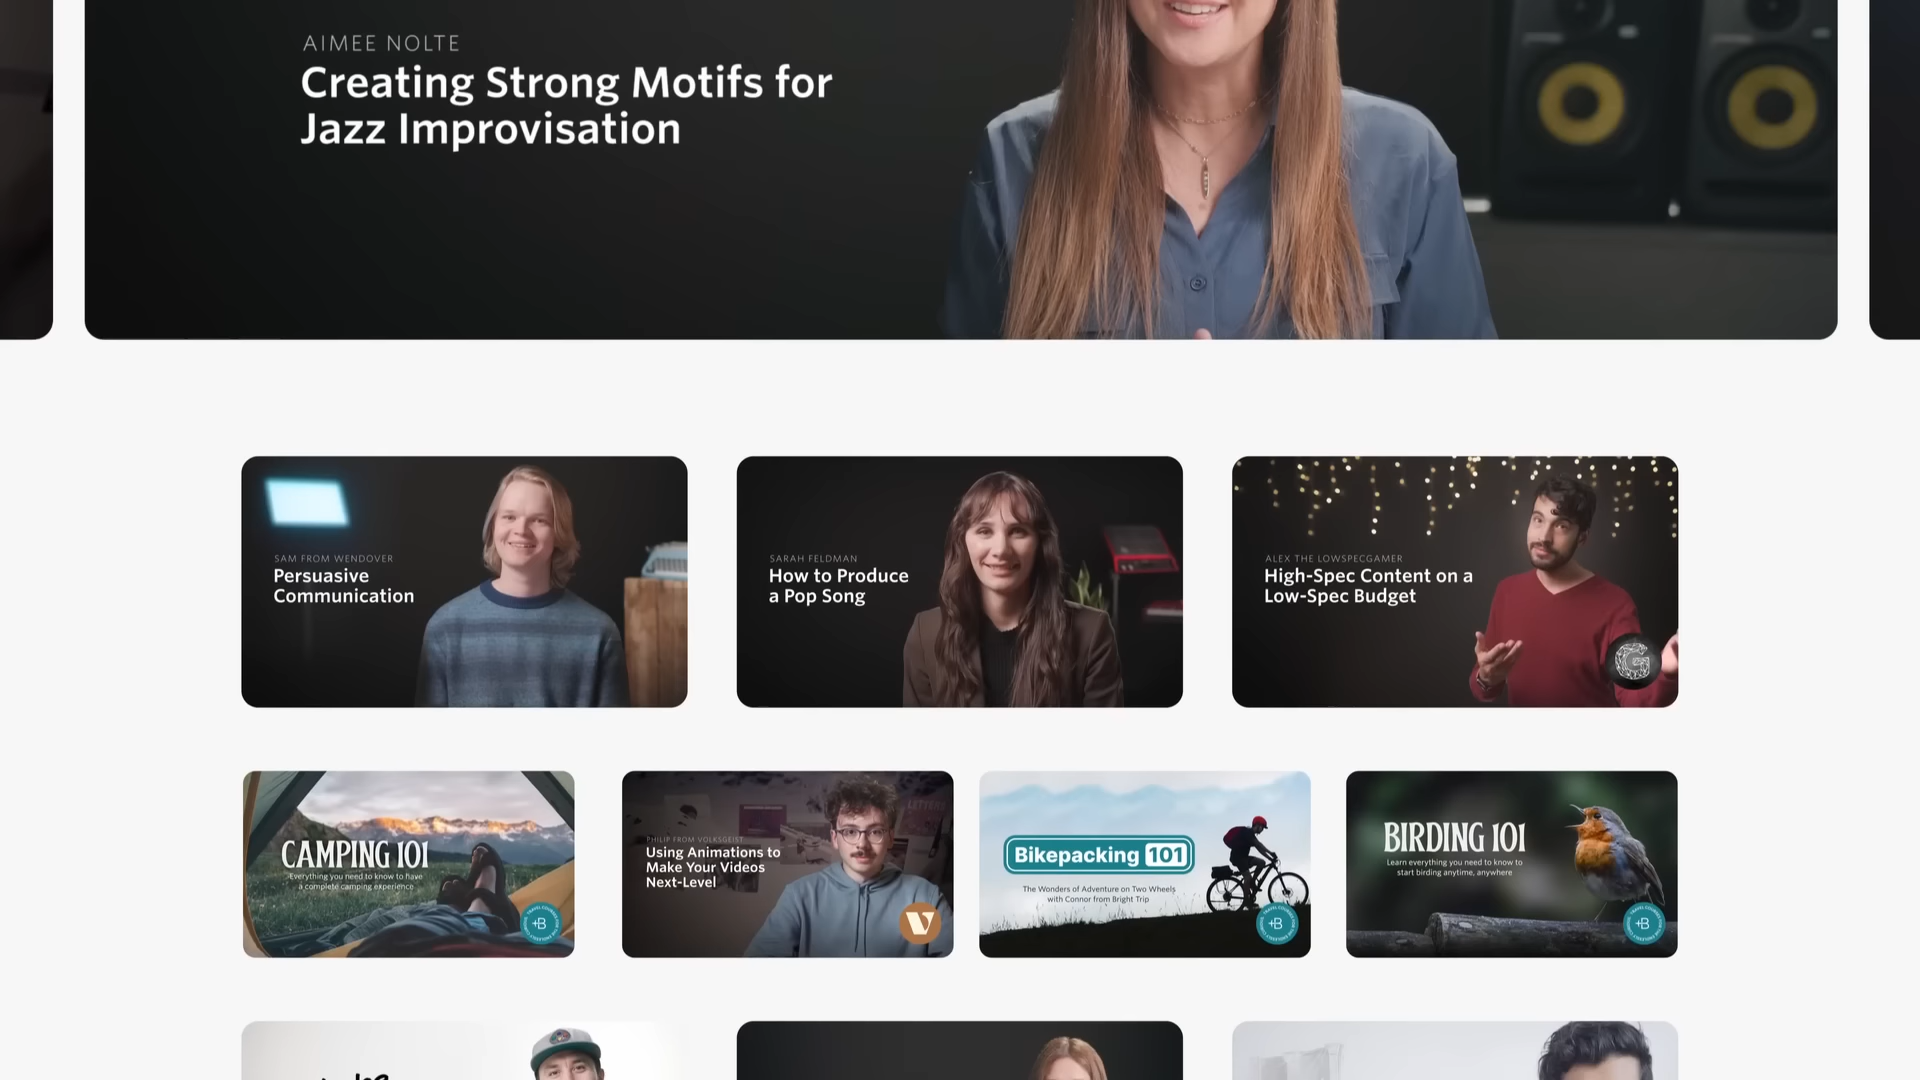 AIMEE NOLTE
Creating Strong Motifs for
Jazz Improvisation
SAM FROM WENDOVER
Persuasive
Communication
SARAH FELDMAN
How to Produce
a Pop Song
ALEX THE LOWSPECGAMER
High-Spec Content on a
Low-Spec Budget
G
CAMPING 101
Everything you need to know to have
a complete camping experience
+B
PHILIP FROM VOLKSGEIST
Using Animations to
Make Your Videos
Next-Level
V
Bikepacking 101
The Wonders of Adventure on Two Wheels
with Connor from Bright Trip
+B
BIRDING 101
Learn everything you need to know to
start birding anytime, anywhere
+B